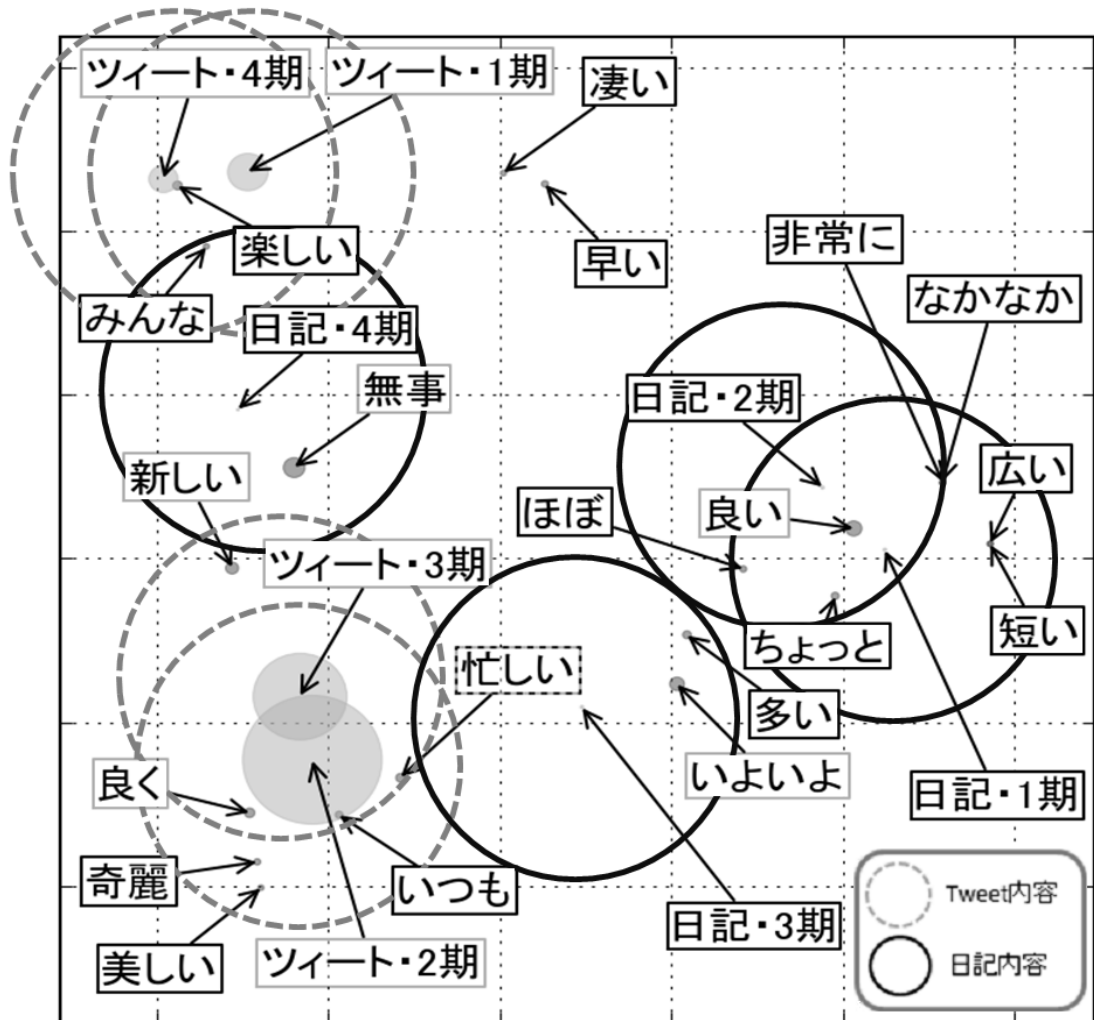 ツィート・4期
ツィート・1期
凄い
楽しい
早い
非常に
なかなか
みんな
日記・4期
無事
日記・2期
新しい
広い
ほぼ
良い
ツィート・3期
忙しい
ちょっと
短い
多い
良く
いよいよ
日記・1期
奇麗
いつも
Tweet内容
日記・3期
美しい
ツィート・2期
日記内容